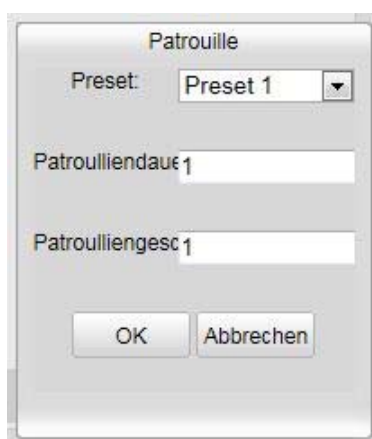 Patrouille
Preset: Preset 1
Patroulliendaue 1
Patroulliengesc 1
OK Abbrechen